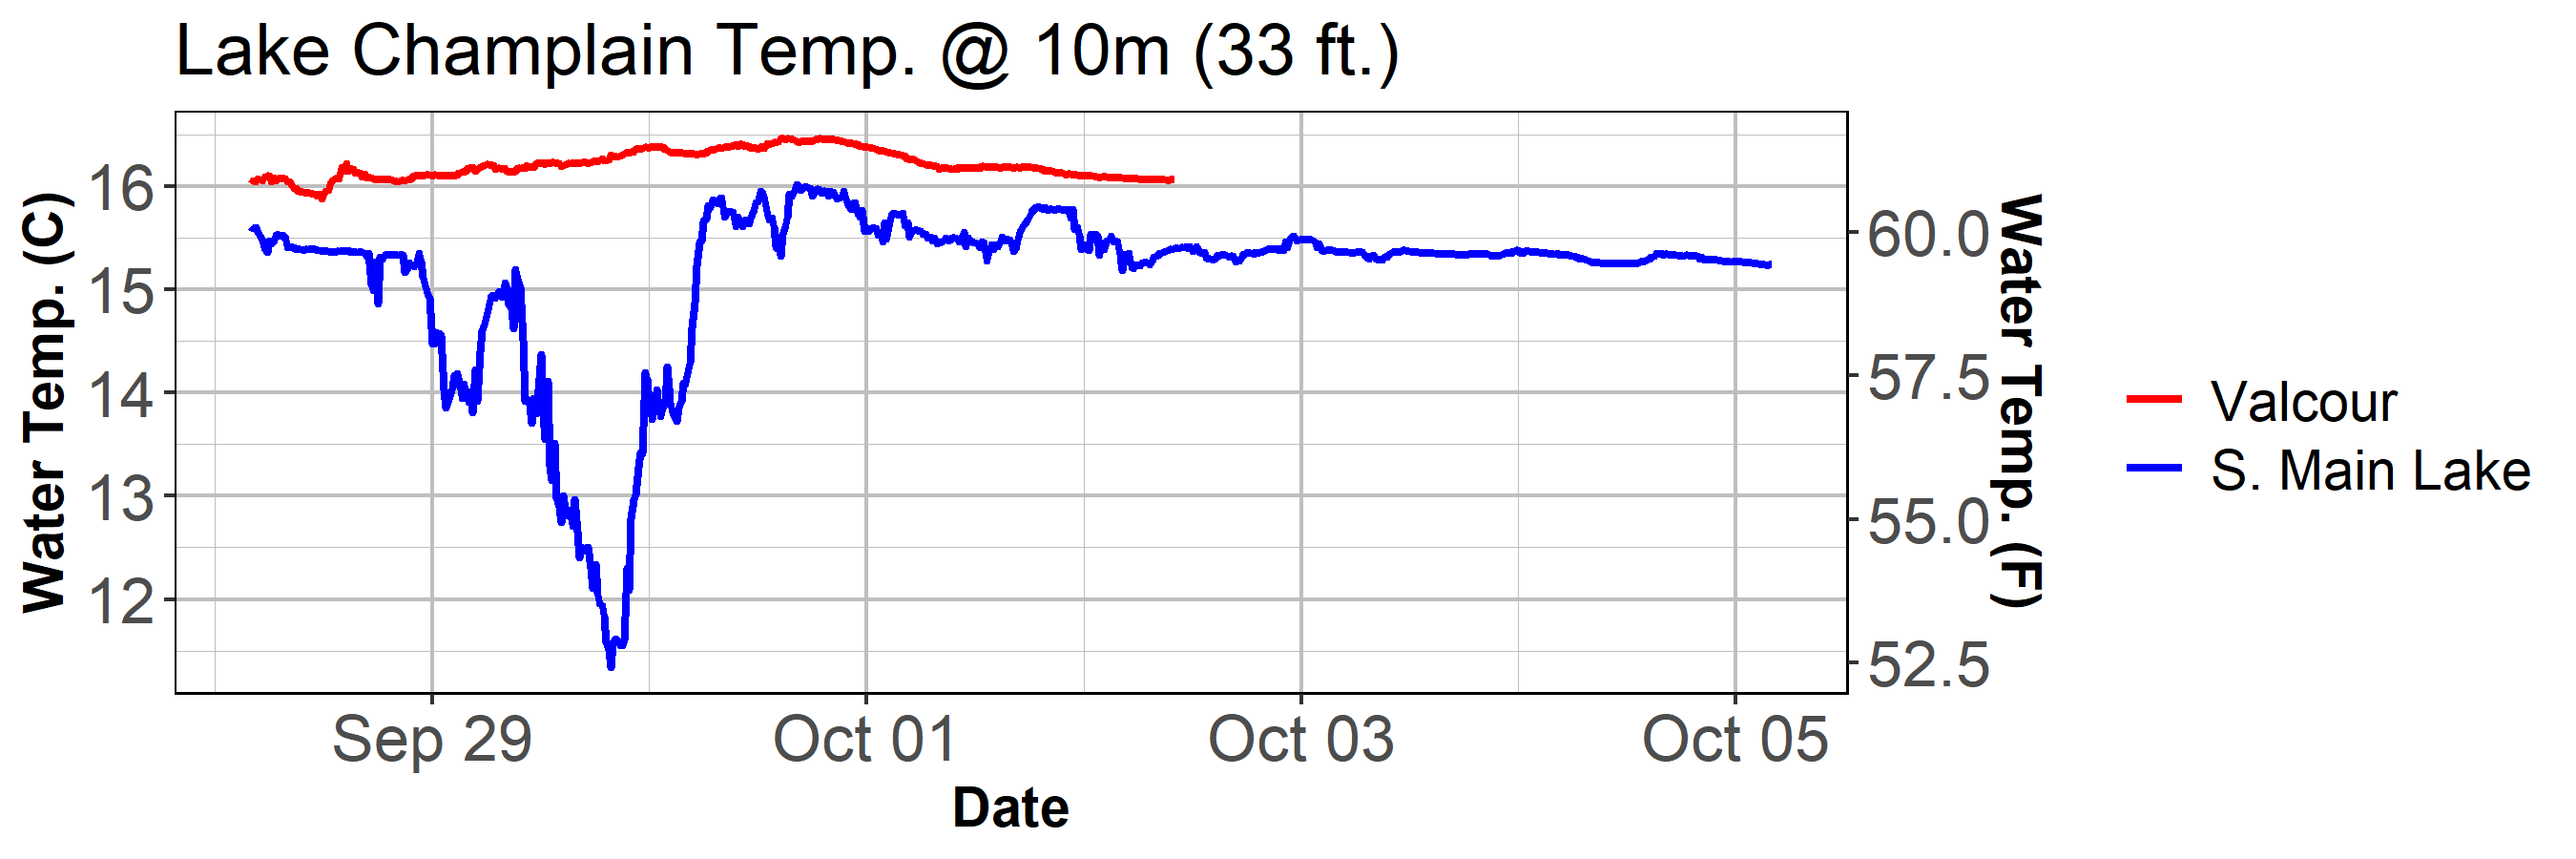 Lake Champlain Temp. @ 10m (33 ft.)
Water Temp. (C)
16
15
14
13
12
60.0
57.5
55.0
52.5
Water Temp. (F)
Sep 29
Oct 01
Oct 03
Oct 05
Date
Valcour
S. Main Lake